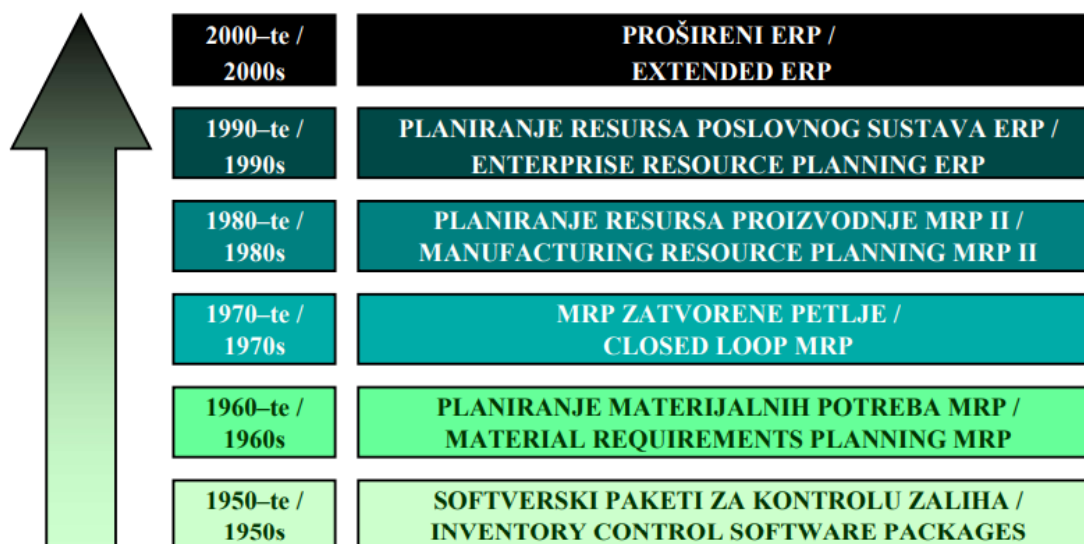 2000–te /
2000s
PROŠIRENI ERP /
EXTENDED ERP
1990–te /
1990s
PLANIRANJE RESURSA POSLOVNOG SUSTAVA ERP /
ENTERPRISE RESOURCE PLANNING ERP
1980–te /
1980s
PLANIRANJE RESURSA PROIZVODNJE MRP II /
MANUFACTURING RESOURCE PLANNING MRP II
1970–te /
1970s
MRP ZATVORENE PETLJE /
CLOSED LOOP MRP
1960–te /
1960s
PLANIRANJE MATERIJALNIH POTREBA MRP /
MATERIAL REQUIREMENTS PLANNING MRP
1950–te /
1950s
SOFTVERSKI PAKETI ZA KONTROLU ZALIHA /
INVENTORY CONTROL SOFTWARE PACKAGES